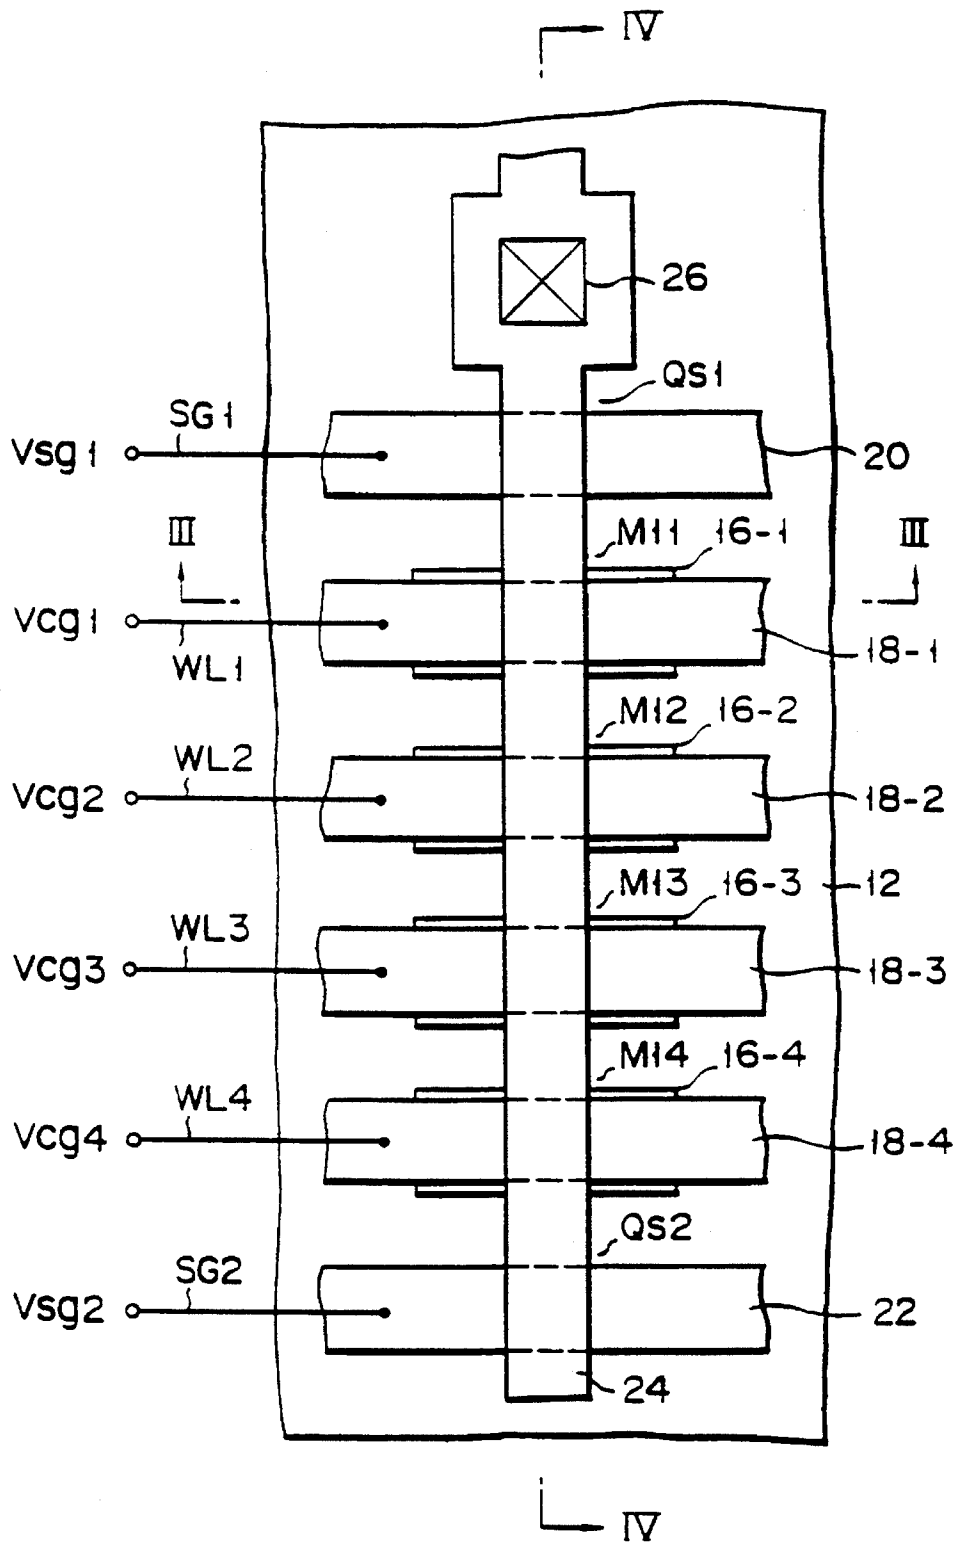 IV
26
QS1
SG1
Vsg1
20
III
M11
16-1
III
Vcg1
18-1
WL1
M12
16-2
WL2
Vcg2
18-2
M13
16-3
12
WL3
Vcg3
18-3
M14
16-4
WL4
Vcg4
18-4
QS2
SG2
Vsg2
22
24
IV